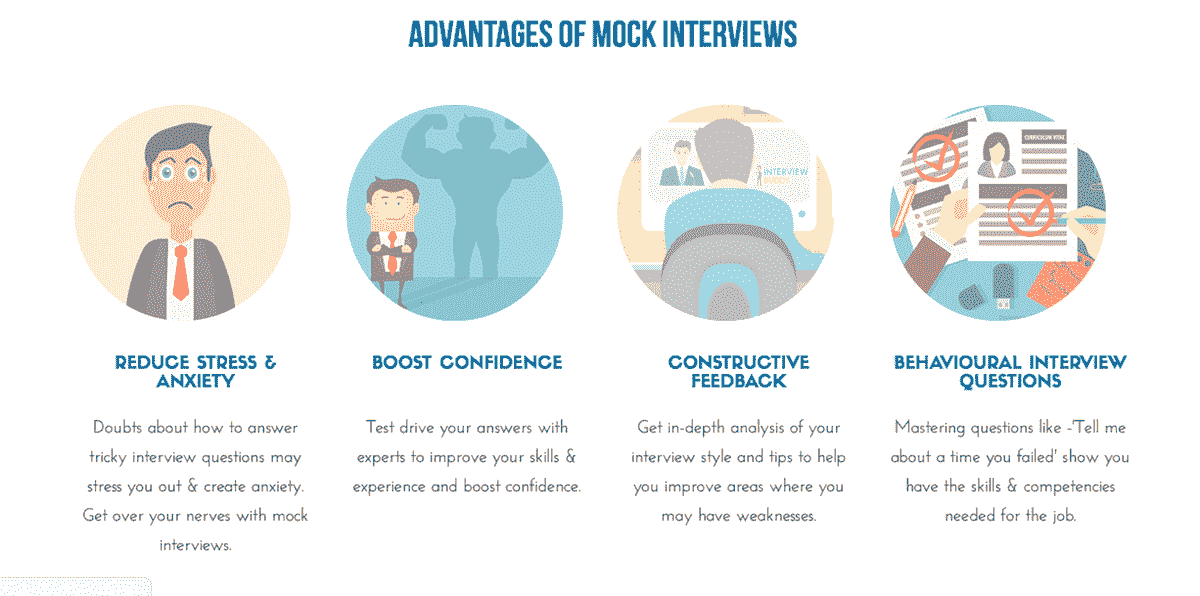 ADVANTAGES OF MOCK INTERVIEWS
CURRICULUM VITAE
INTERVIEW
BUDDY
REDUCE STRESS &
ANXIETY
Doubts about how to answer
tricky interview questions may
stress you out & create anxiety.
Get over your nerves with mock
interviews.
BOOST CONFIDENCE
Test drive your answers with
experts to improve your skills &
experience and boost confidence.
CONSTRUCTIVE
FEEDBACK
Get in-depth analysis of your
interview style and tips to help
you improve areas where you
may have weaknesses.
BEHAVIOURAL INTERVIEW
QUESTIONS
Mastering questions like -'Tell me
about a time you failed' show you
have the skills & competencies
needed for the job.